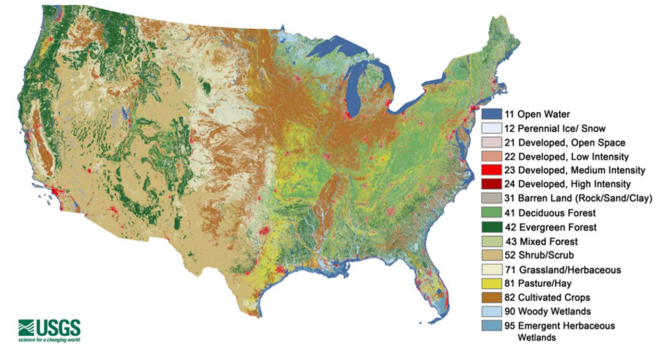 11 Open Water
12 Perennial Ice/ Snow
21 Developed, Open Space
22 Developed, Low Intensity
23 Developed, Medium Intensity
24 Developed, High Intensity
31 Barren Land (Rock/Sand/Clay)
41 Deciduous Forest
42 Evergreen Forest
43 Mixed Forest
52 Shrub/Scrub
71 Grassland/Herbaceous
81 Pasture/Hay
82 Cultivated Crops
90 Woody Wetlands
95 Emergent Herbaceous
Wetlands
USGS
science for a changing world